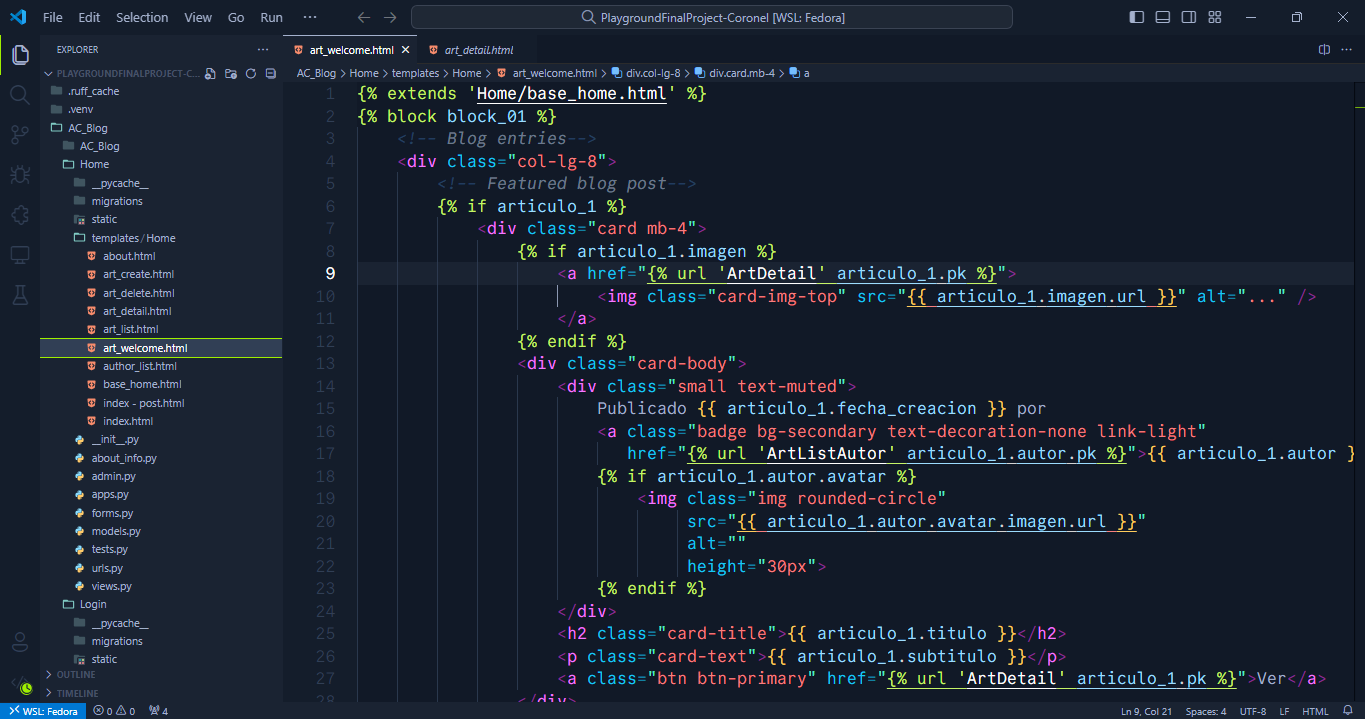 File Edit Selection View Go Run ··· PlaygroundFinalProject-Coronel [WSL: Fedora]
EXPLORER ···
PLAYGROUNDFINALPROJECT-C...
.ruff_cache
.venv
AC_Blog
AC_Blog
Home
__pycache__
migrations
static
templates/Home
about.html
art_create.html
art_delete.html
art_detail.html
art_list.html
art_welcome.html
author_list.html
base_home.html
index - post.html
index.html
__init__.py
about_info.py
admin.py
apps.py
forms.py
models.py
tests.py
urls.py
views.py
Login
__pycache__
migrations
static
OUTLINE
TIMELINE
art_welcome.html art_detail.html
AC_Blog > Home > templates > Home > art_welcome.html > div.col-lg-8 > div.card.mb-4 > a
1 {% extends 'Home/base_home.html' %}
2 {% block block_01 %}
3 <!-- Blog entries-->
4 <div class="col-lg-8">
5 <!-- Featured blog post-->
6 {% if articulo_1 %}
7 <div class="card mb-4">
8 {% if articulo_1.imagen %}
9 <a href="{% url 'ArtDetail' articulo_1.pk %}">
10 <img class="card-img-top" src="{{ articulo_1.imagen.url }}" alt="..." />
11 </a>
12 {% endif %}
13 <div class="card-body">
14 <div class="small text-muted">
15 Publicado {{ articulo_1.fecha_creacion }} por
16 <a class="badge bg-secondary text-decoration-none link-light"
17 href="{% url 'ArtListAutor' articulo_1.autor.pk %}">{{ articulo_1.autor }
18 {% if articulo_1.autor.avatar %}
19 <img class="img rounded-circle"
20 src="{{ articulo_1.autor.avatar.imagen.url }}"
21 alt=""
22 height="30px">
23 {% endif %}
24 </div>
25 <h2 class="card-title">{{ articulo_1.titulo }}</h2>
26 <p class="card-text">{{ articulo_1.subtitulo }}</p>
27 <a class="btn btn-primary" href="{% url 'ArtDetail' articulo_1.pk %}">Ver</a>
28 </div>
WSL: Fedora 0 0 4 Ln 9, Col 21 Spaces: 4 UTF-8 LF HTML